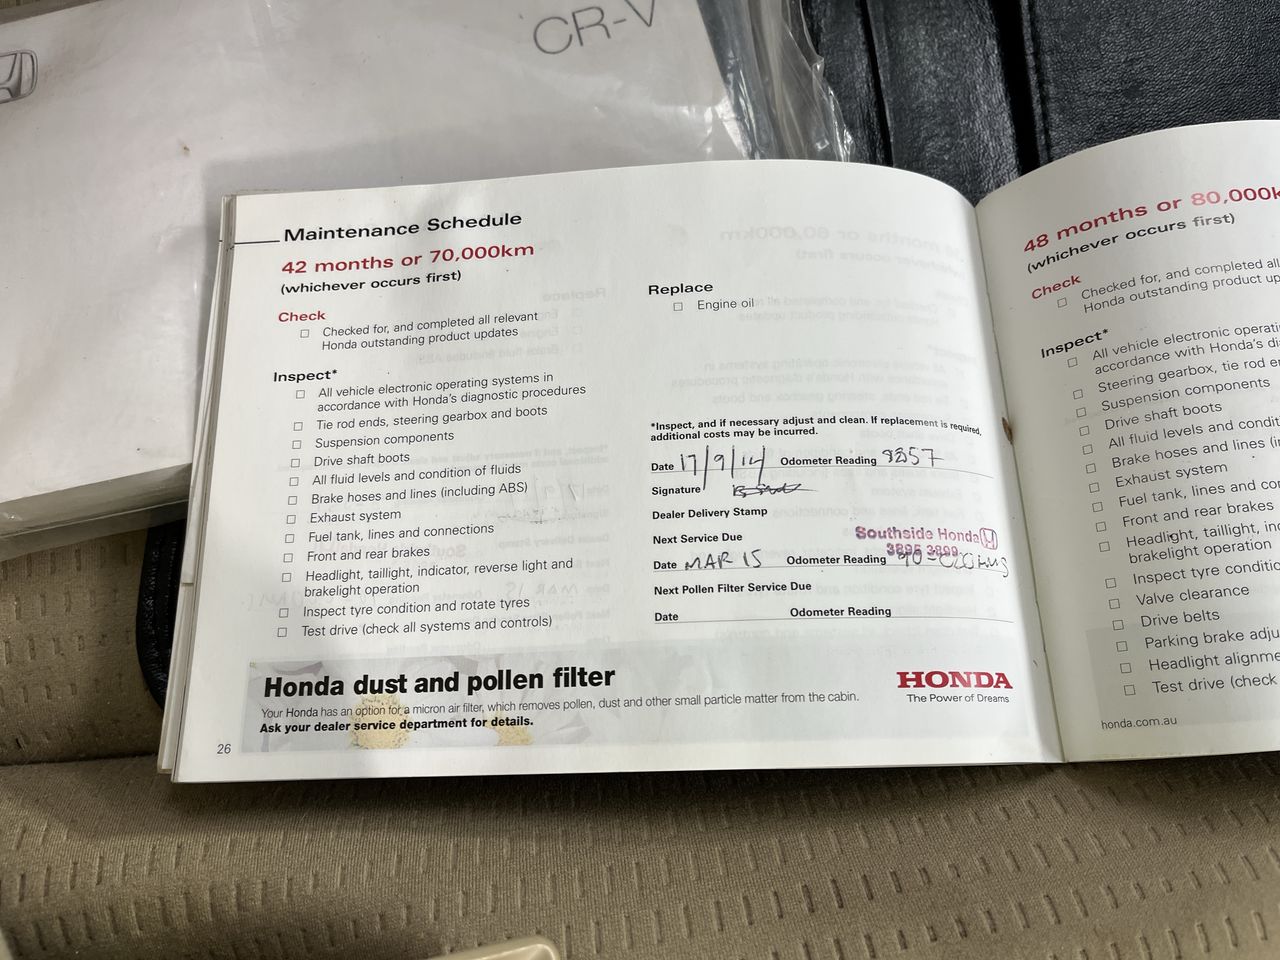 CR-V
Maintenance Schedule
42 months or 70,000km
(whichever occurs first)
Check
Checked for, and completed all relevant
Honda outstanding product updates
Inspect*
All vehicle electronic operating systems in
accordance with Honda's diagnostic procedures
Tie rod ends, steering gearbox and boots
Suspension components
Drive shaft boots
All fluid levels and condition of fluids
Brake hoses and lines (including ABS)
Exhaust system
Fuel tank, lines and connections
Front and rear brakes
Headlight, taillight, indicator, reverse light and
brakelight operation
Inspect tyre condition and rotate tyres
Test drive (check all systems and controls)
Replace
Engine oil
*Inspect, and if necessary adjust and clean. If replacement is required,
additional costs may be incurred.
Date 17/9/14 Odometer Reading
Signature
Dealer Delivery Stamp
Next Service Due
Southside Honda
3895 3899
Date MAR 15 Odometer Reading
Next Pollen Filter Service Due
Date Odometer Reading
Honda dust and pollen filter
Your Honda has an option for a micron air filter, which removes pollen, dust and other small particle matter from the cabin.
Ask your dealer service department for details.
HONDA
The Power of Dreams
26
48 months or 80,000k
(whichever occurs first)
Check
Checked for, and completed all
Honda outstanding product up
Inspect*
All vehicle electronic operati
accordance with Honda's di
Steering gearbox, tie rod e
Suspension components
Drive shaft boots
All fluid levels and condit
Brake hoses and lines (i
Exhaust system
Fuel tank, lines and co
Front and rear brakes
Headlight, taillight, in
brakelight operation
Inspect tyre conditio
Valve clearance
Drive belts
Parking brake adju
Headlight alignme
Test drive (check
honda.com.au